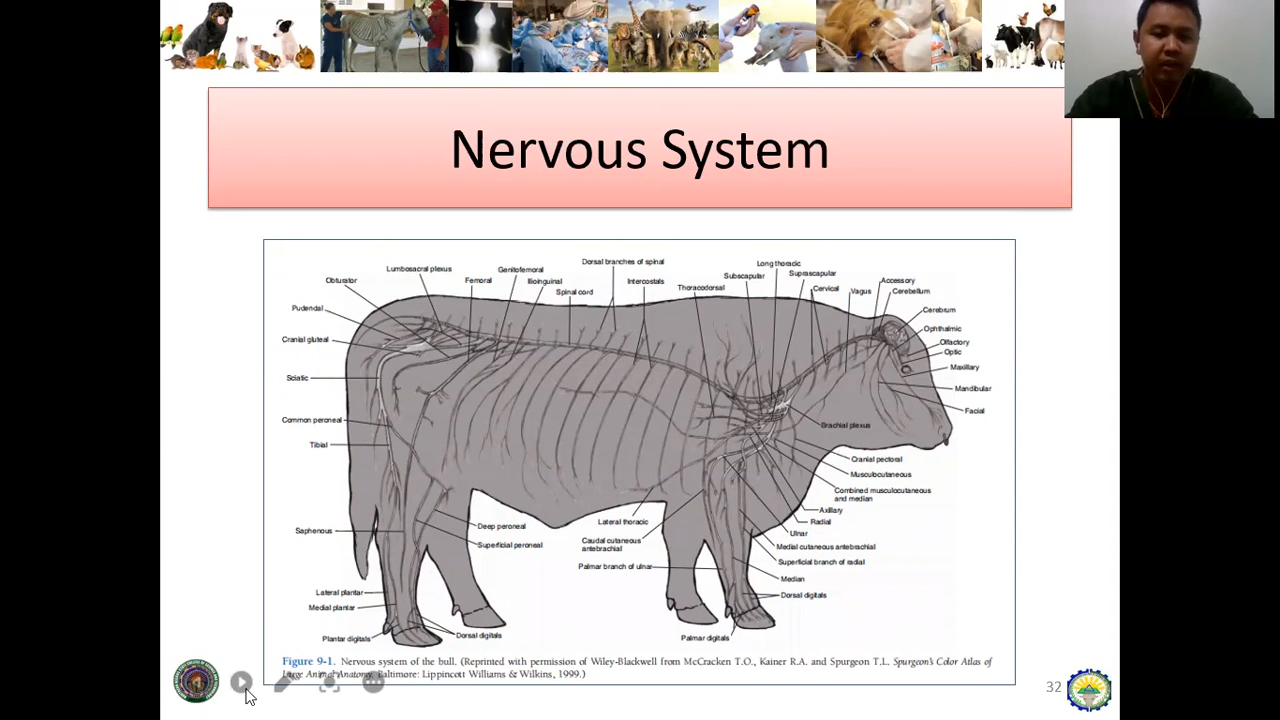 Nervous System
Dorsal branches of spinal
Long thoracic
Lumbosacral plexus
Genitofemoral
Subscapular
Suprascapular
Obturator
Femoral
Ilioinguinal
Intercostals
Accessory
Spinal cord
Thoracodorsal
Cervical
Vagus
Cerebellum
Pudendal
Cerebrum
Ophthalmic
Cranial gluteal
Olfactory
Optic
Maxillary
Sciatic
Mandibular
Facial
Common peroneal
Brachial plexus
Tibial
Cranial pectoral
Musculocutaneous
Combined musculocutaneous
and median
Axillary
Radial
Lateral thoracic
Deep peroneal
Saphenous
Ulnar
Caudal cutaneous
antebrachial
Superficial peroneal
Medial cutaneous antebrachial
Superficial branch of radial
Palmar branch of ulnar
Median
Lateral plantar
Dorsal digitals
Medial plantar
Plantar digitals
Dorsal digitals
Palmar digitals
Figure 9-1. Nervous system of the bull. (Reprinted with permission of Wiley-Blackwell from McCracken T.O., Kainer R.A. and Spurgeon T.L. Spurgeon's Color Atlas of
Large Animal Anatomy. Baltimore: Lippincott Williams & Wilkins, 1999.)
32